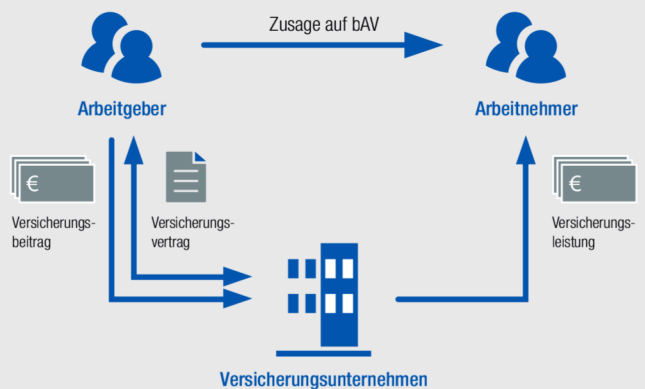 Zusage auf bAV
Arbeitgeber
Arbeitnehmer
€
Versicherungs-
beitrag
Versicherungs-
vertrag
€
Versicherungs-
leistung
Versicherungsunternehmen